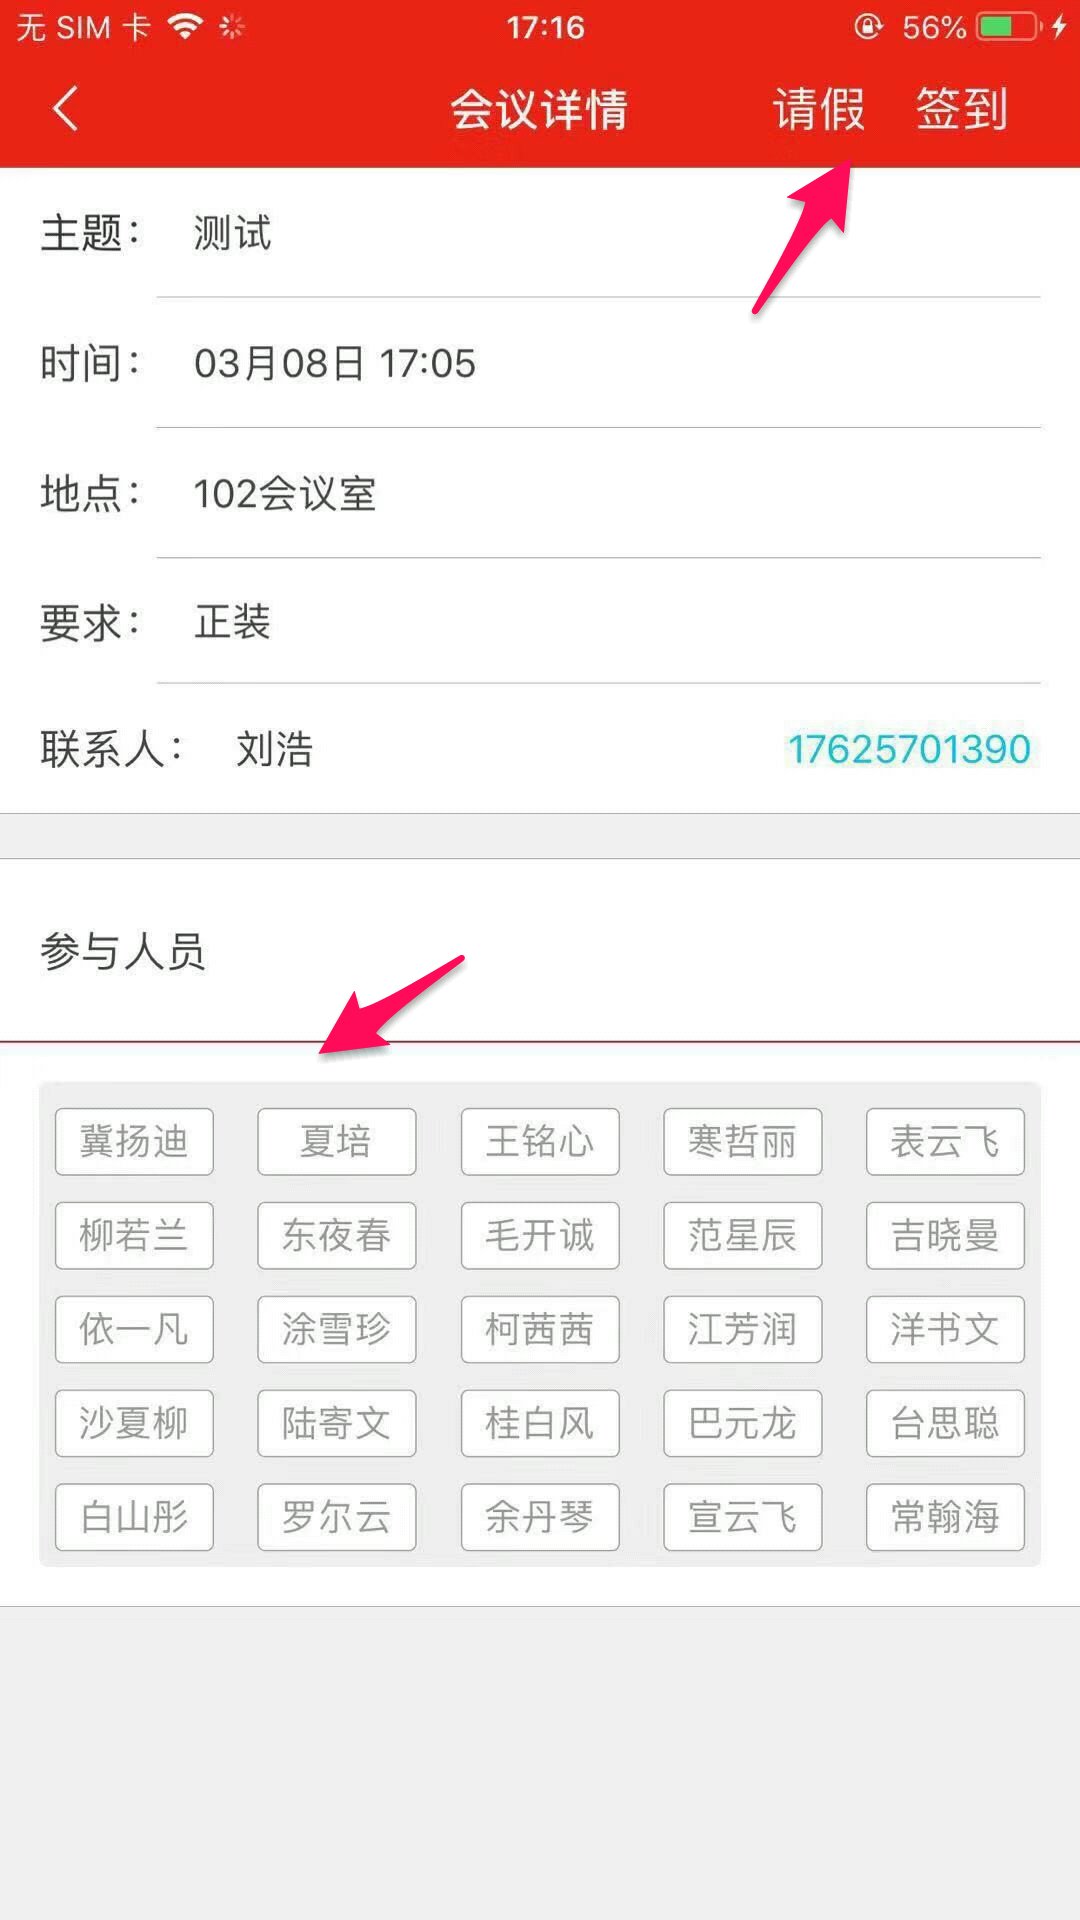 无 SIM 卡 17:16 56%
会议详情 请假 签到
主题： 测试
时间： 03月08日 17:05
地点： 102会议室
要求： 正装
联系人： 刘浩 17625701390
参与人员
冀扬迪 夏培 王铭心 寒哲丽 表云飞
柳若兰 东夜春 毛开诚 范星辰 吉晓曼
依一凡 涂雪珍 柯茜茜 江芳润 洋书文
沙夏柳 陆寄文 桂白风 巴元龙 台思聪
白山彤 罗尔云 余丹琴 宣云飞 常翰海